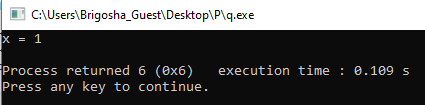 C:\Users\Brigosha_Guest\Desktop\P\q.exe
x = 1
Process returned 6 (0x6)   execution time : 0.109 s
Press any key to continue.